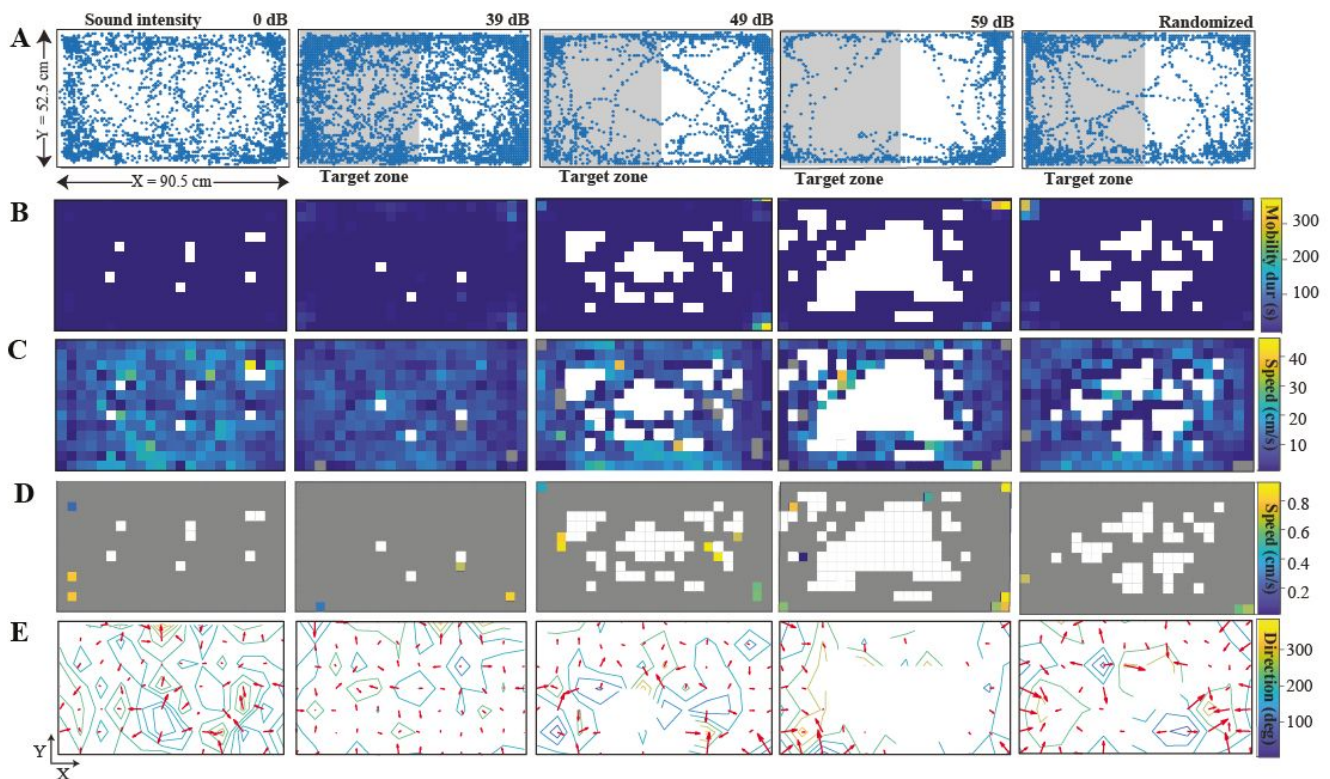 Sound intensity 0 dB 39 dB 49 dB 59 dB Randomized
A
Y = 52.5 cm
X = 90.5 cm
Target zone Target zone Target zone Target zone
B
Mobility dur (s)
300
200
100
C
Speed (cm/s)
40
30
20
10
D
Speed (cm/s)
0.8
0.6
0.4
0.2
E
Direction (deg)
300
200
100
Y
X